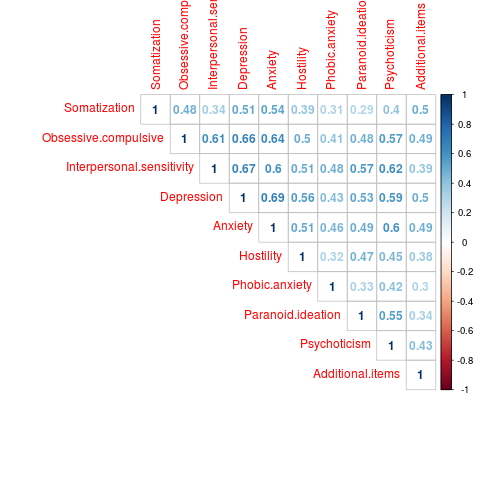 Somatization
Obsessive.comp
Interpersonal.se
Depression
Anxiety
Hostility
Phobic.anxiety
Paranoid.ideatio
Psychoticism
Additional.items
Somatization 1 0.48 0.34 0.51 0.54 0.39 0.31 0.29 0.4 0.5
Obsessive.compulsive 1 0.61 0.66 0.64 0.5 0.41 0.48 0.57 0.49
Interpersonal.sensitivity 1 0.67 0.6 0.51 0.48 0.57 0.62 0.39
Depression 1 0.69 0.56 0.43 0.53 0.59 0.5
Anxiety 1 0.51 0.46 0.49 0.6 0.49
Hostility 1 0.32 0.47 0.45 0.38
Phobic.anxiety 1 0.33 0.42 0.3
Paranoid.ideation 1 0.55 0.34
Psychoticism 1 0.43
Additional.items 1
1
0.8
0.6
0.4
0.2
0
-0.2
-0.4
-0.6
-0.8
-1